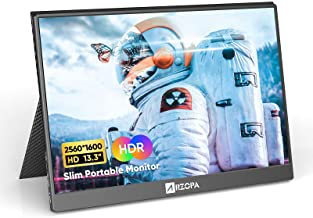 2560*1600
HD 13.3"
HDR
Slim Portable Monitor
ARZOPA